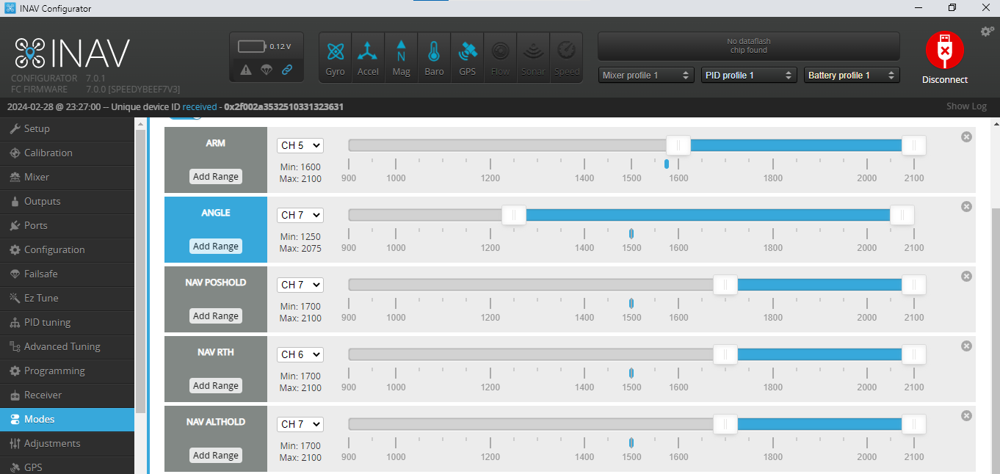 INAV Configurator
INAV
CONFIGURATOR 7.0.1
FC FIRMWARE 7.0.0 [SPEEDYBEEF7V3]
0.12 V
N
Gyro Accel Mag Baro GPS Flow Sonar Speed
No dataflash
chip found
Mixer profile 1 PID profile 1 Battery profile 1
Disconnect
2024-02-28 @ 23:27:00 -- Unique device ID received - 0x2f002a3532510331323631
Show Log
Setup
Calibration
Mixer
Outputs
Ports
Configuration
Failsafe
Ez Tune
PID tuning
Advanced Tuning
Programming
Receiver
Modes
Adjustments
GPS
ARM
Add Range
CH 5
Min: 1600
Max: 2100
900 1000 1200 1400 1500 1600 1800 2000 2100
ANGLE
Add Range
CH 7
Min: 1250
Max: 2075
900 1000 1200 1400 1500 1600 1800 2000 2100
NAV POSHOLD
Add Range
CH 7
Min: 1700
Max: 2100
900 1000 1200 1400 1500 1600 1800 2000 2100
NAV RTH
Add Range
CH 6
Min: 1700
Max: 2100
900 1000 1200 1400 1500 1600 1800 2000 2100
NAV ALTHOLD
Add Range
CH 7
Min: 1700
Max: 2100
900 1000 1200 1400 1500 1600 1800 2000 2100